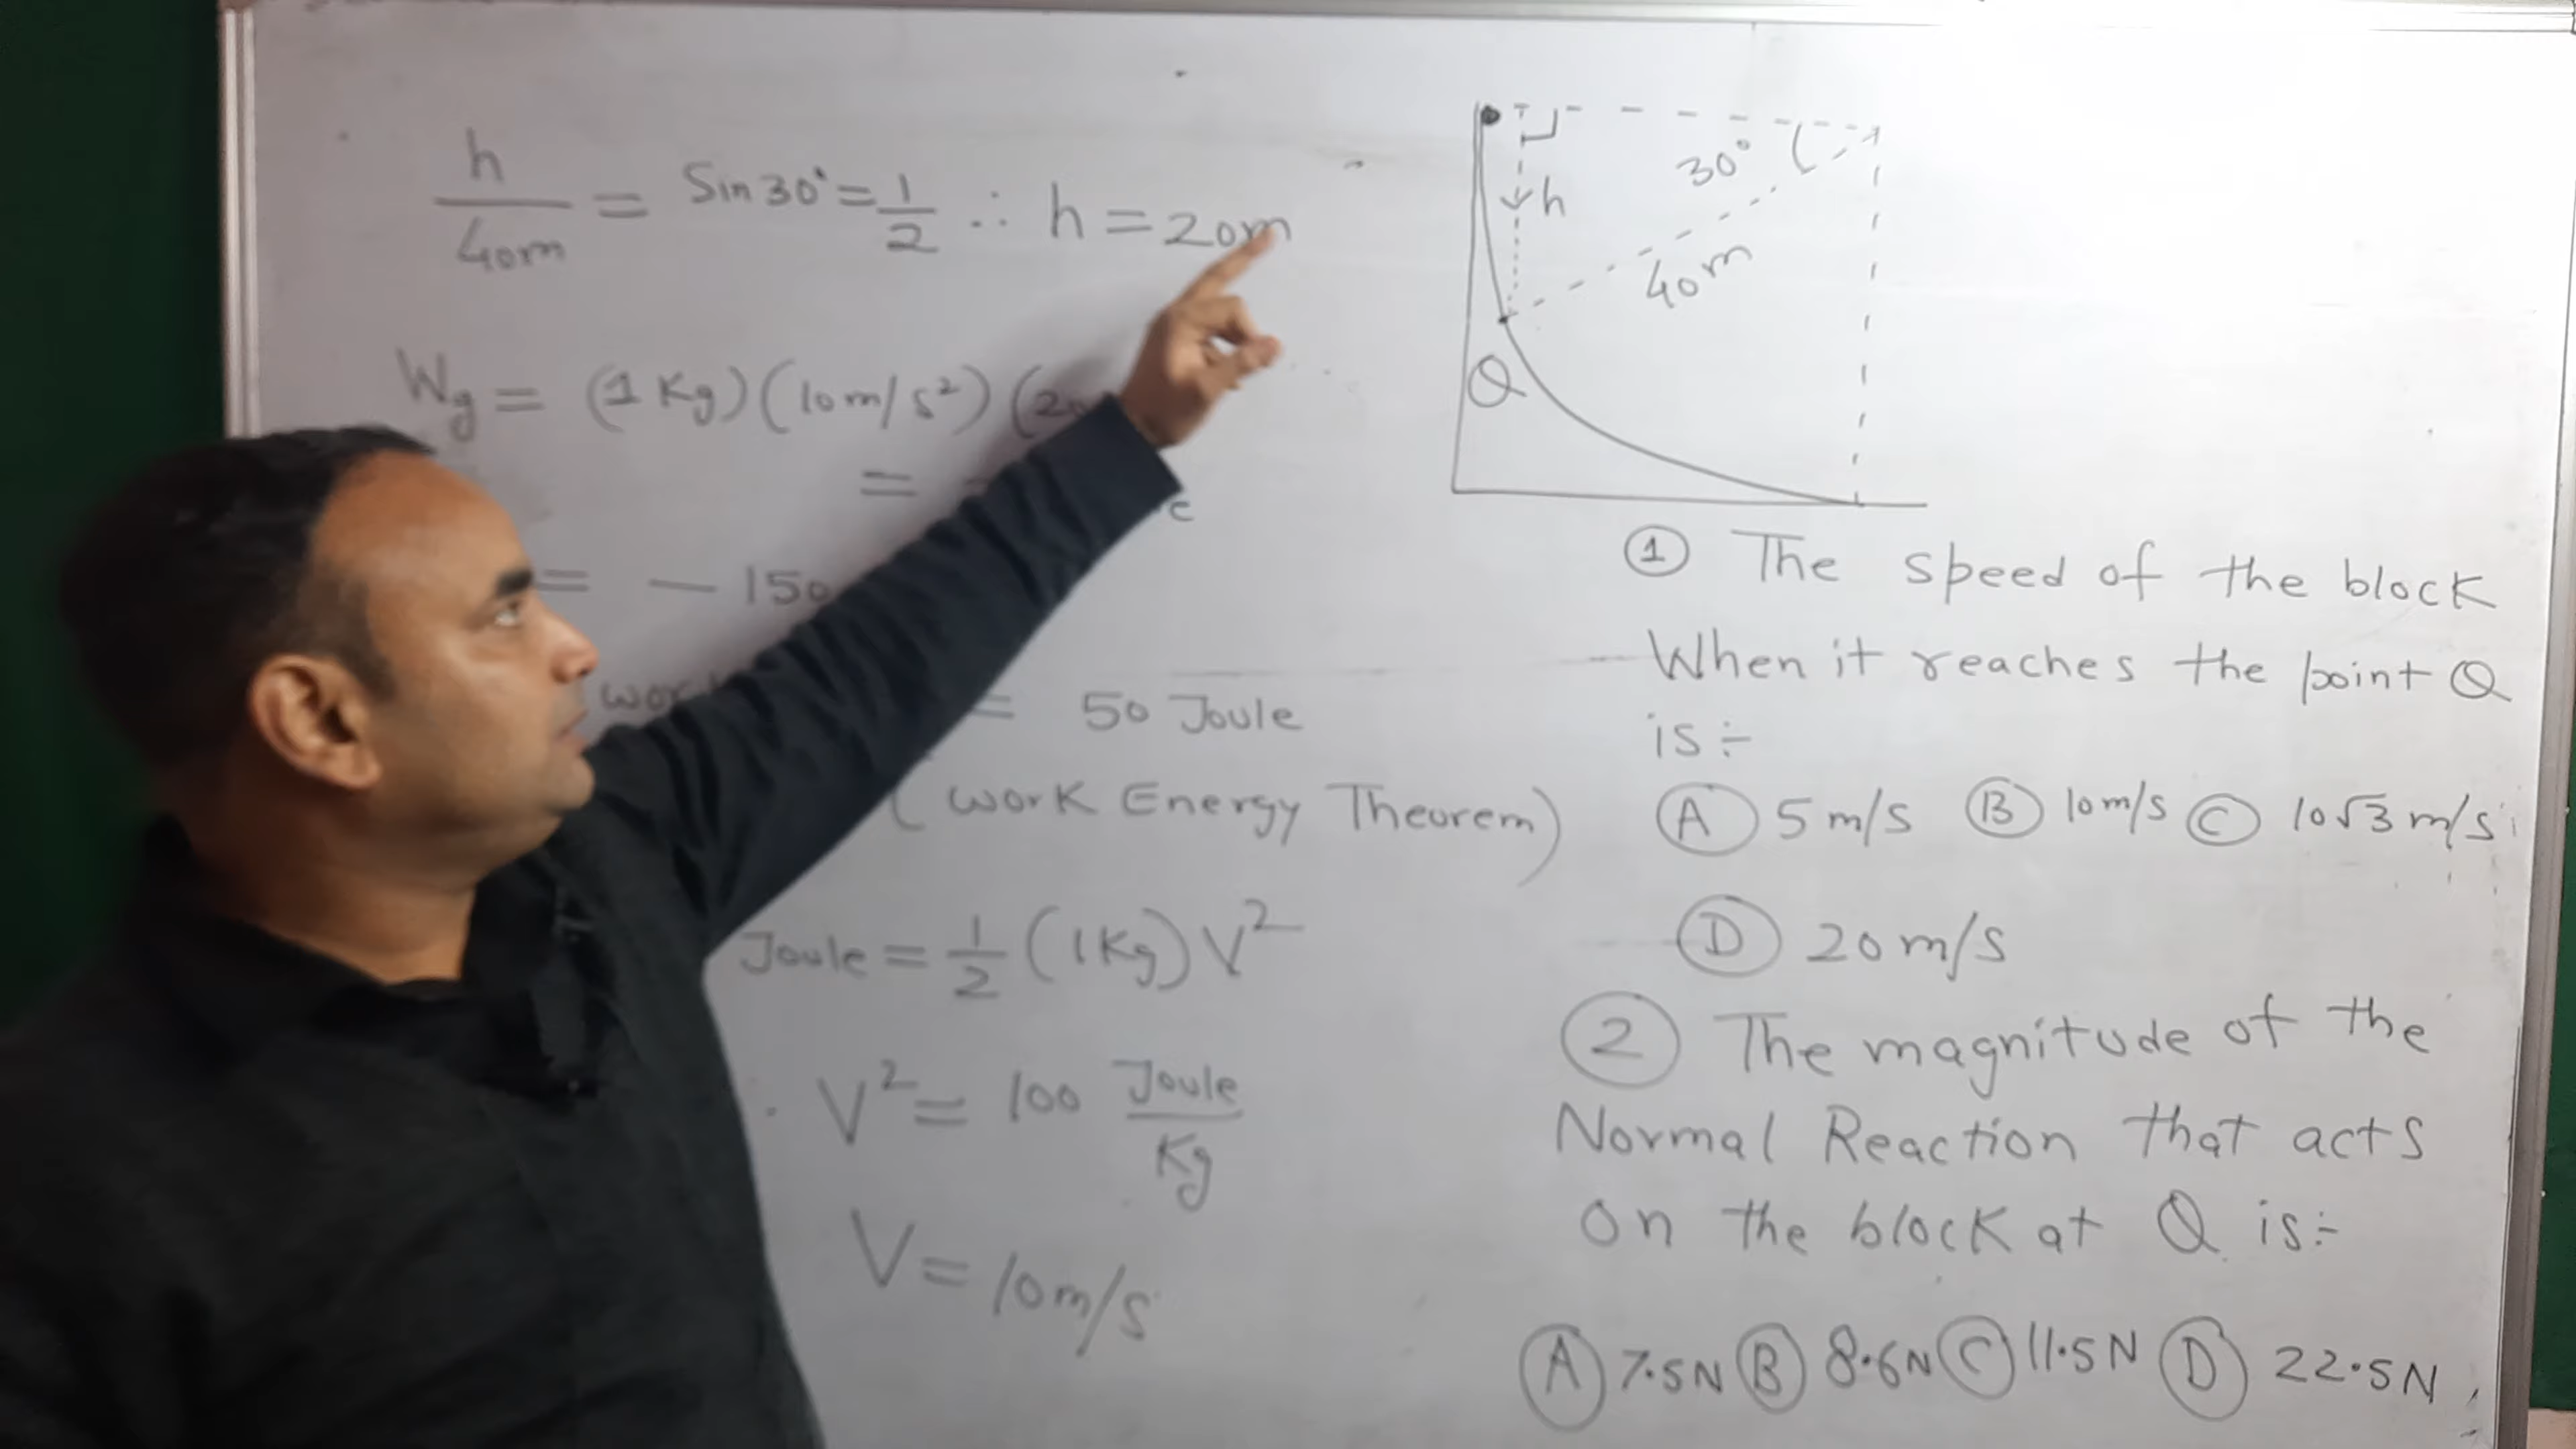 h
40m = Sin30° = 1/2 ∴ h = 20m
Wg = (1 Kg)(10m/s²)(2
=
= - 150
= 50 Joule
(Work Energy Theorem)
Joule = 1/2 (1Kg) V²
V² = 100 Joule/Kg
V = 10m/s
30°
h
40m
Q
① The speed of the block
When it reaches the point Q
is ÷
Ⓐ 5 m/s Ⓑ 10m/s Ⓒ 10√3 m/s
Ⓓ 20 m/s
② The magnitude of the
Normal Reaction that acts
on the block at Q is:-
Ⓐ 7.5N Ⓑ 8.6N Ⓒ 11.5N Ⓓ 22.5N